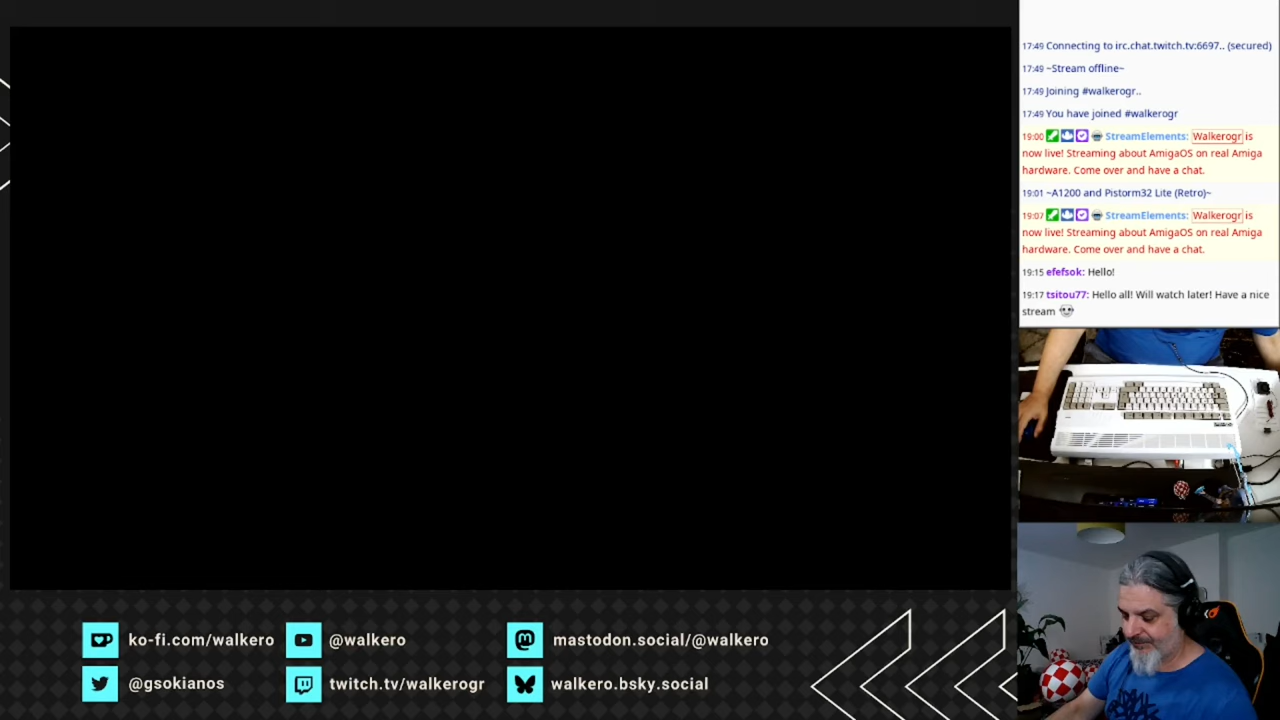 17:49 Connecting to irc.chat.twitch.tv:6697.. (secured)
17:49 ~Stream offline~
17:49 Joining #walkerogr..
17:49 You have joined #walkerogr
19:00 StreamElements: Walkerogr is
now live! Streaming about AmigaOS on real Amiga
hardware. Come over and have a chat.
19:01 ~A1200 and Pistorm32 Lite (Retro)~
19:07 StreamElements: Walkerogr is
now live! Streaming about AmigaOS on real Amiga
hardware. Come over and have a chat.
19:15 efefsok: Hello!
19:17 tsitou77: Hello all! Will watch later! Have a nice
stream
ko-fi.com/walkero
@walkero
mastodon.social/@walkero
@gsokianos
twitch.tv/walkerogr
walkero.bsky.social